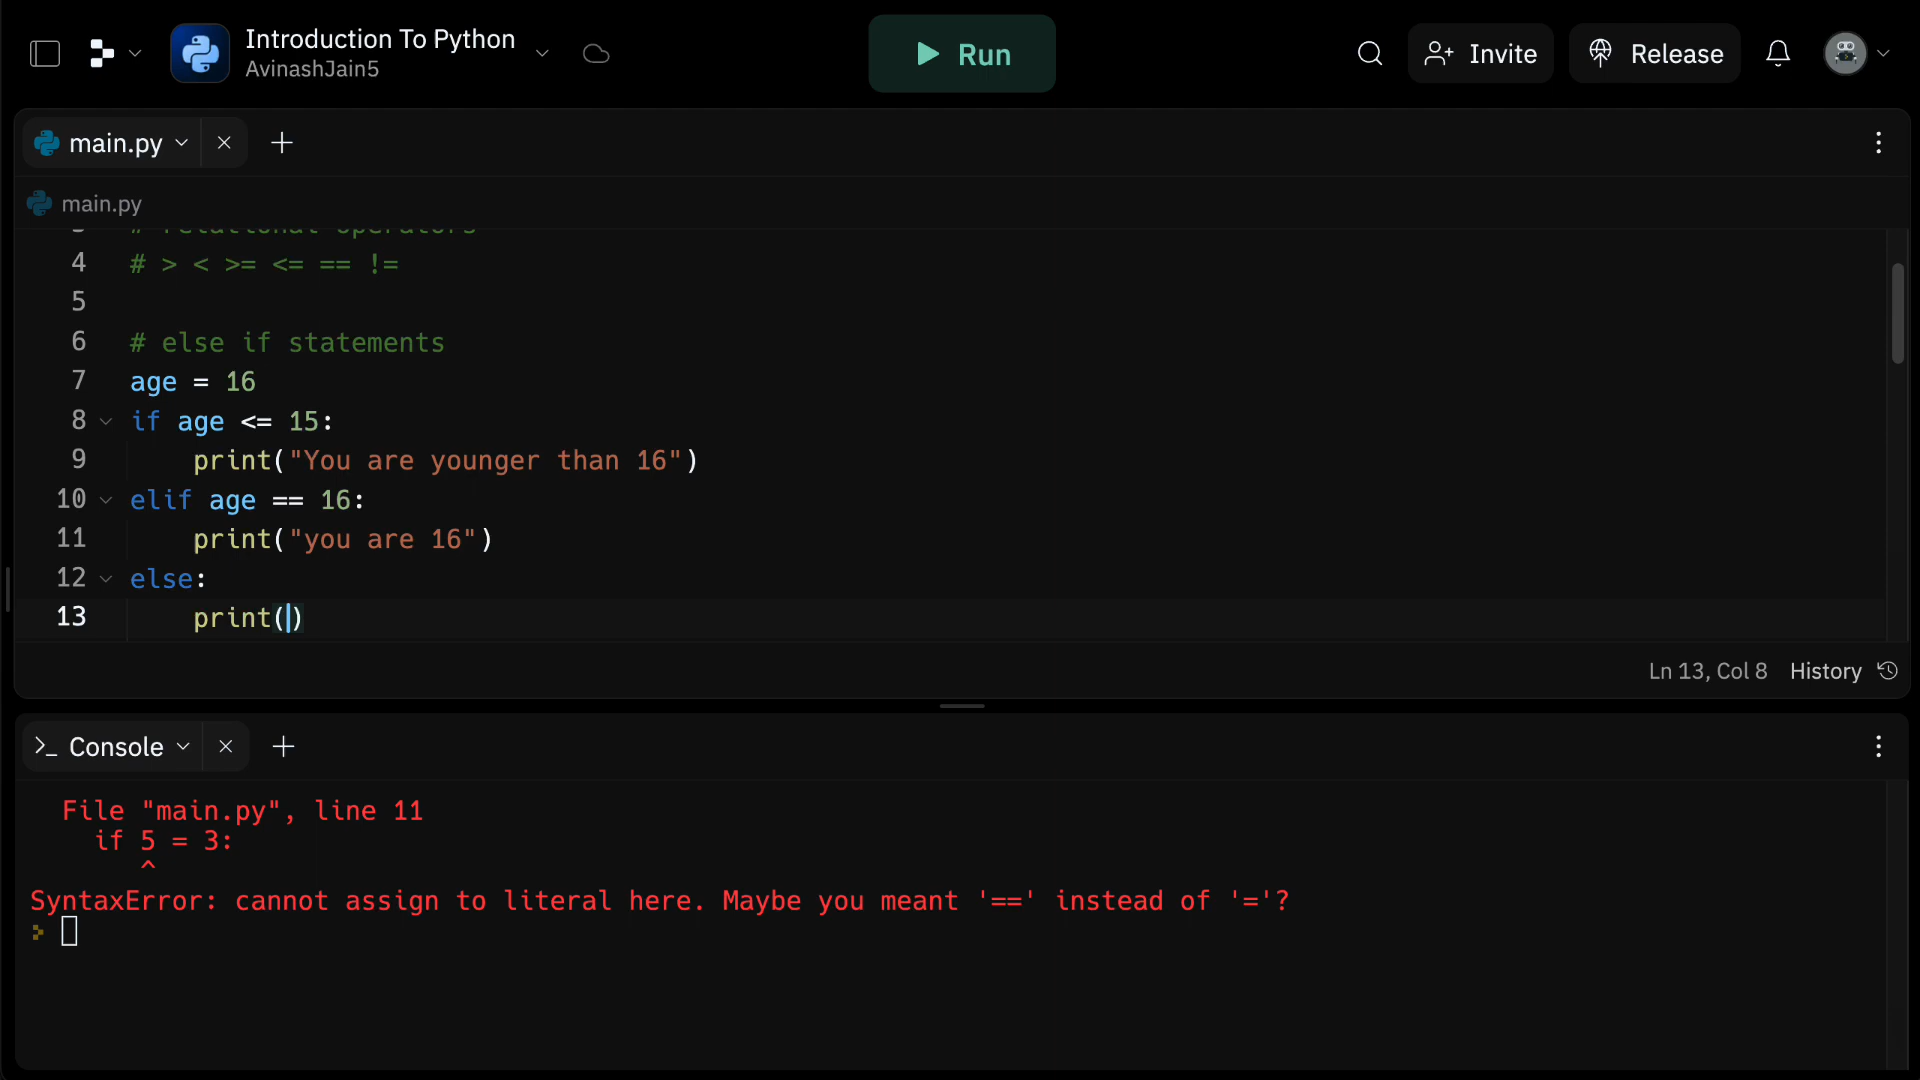 Introduction To Python
AvinashJain5
Run
Invite
Release
main.py
main.py
3 # relational operators
4 # > < >= <= == !=
5
6 # else if statements
7 age = 16
8 if age <= 15:
9 print("You are younger than 16")
10 elif age == 16:
11 print("you are 16")
12 else:
13 print()
Ln 13, Col 8 History
>_ Console
File "main.py", line 11
if 5 = 3:
^
SyntaxError: cannot assign to literal here. Maybe you meant '==' instead of '='?